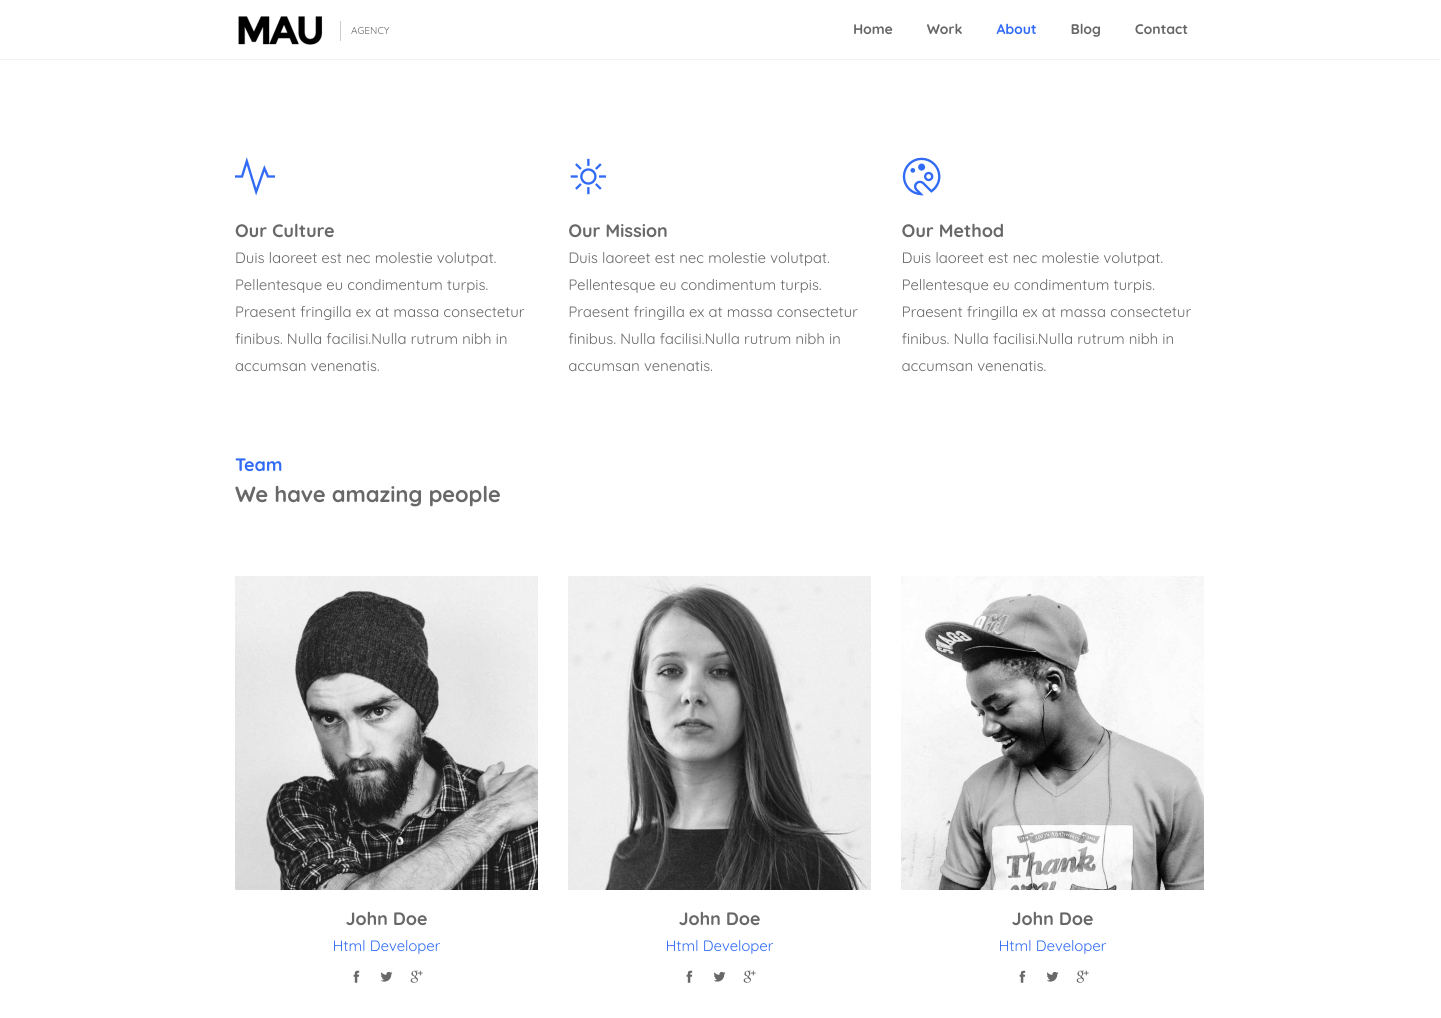 MAU AGENCY
Home Work About Blog Contact
Our Culture
Duis laoreet est nec molestie volutpat.
Pellentesque eu condimentum turpis.
Praesent fringilla ex at massa consectetur
finibus. Nulla facilisi.Nulla rutrum nibh in
accumsan venenatis.
Our Mission
Duis laoreet est nec molestie volutpat.
Pellentesque eu condimentum turpis.
Praesent fringilla ex at massa consectetur
finibus. Nulla facilisi.Nulla rutrum nibh in
accumsan venenatis.
Our Method
Duis laoreet est nec molestie volutpat.
Pellentesque eu condimentum turpis.
Praesent fringilla ex at massa consectetur
finibus. Nulla facilisi.Nulla rutrum nibh in
accumsan venenatis.
Team
We have amazing people
Thank
John Doe
Html Developer
John Doe
Html Developer
John Doe
Html Developer